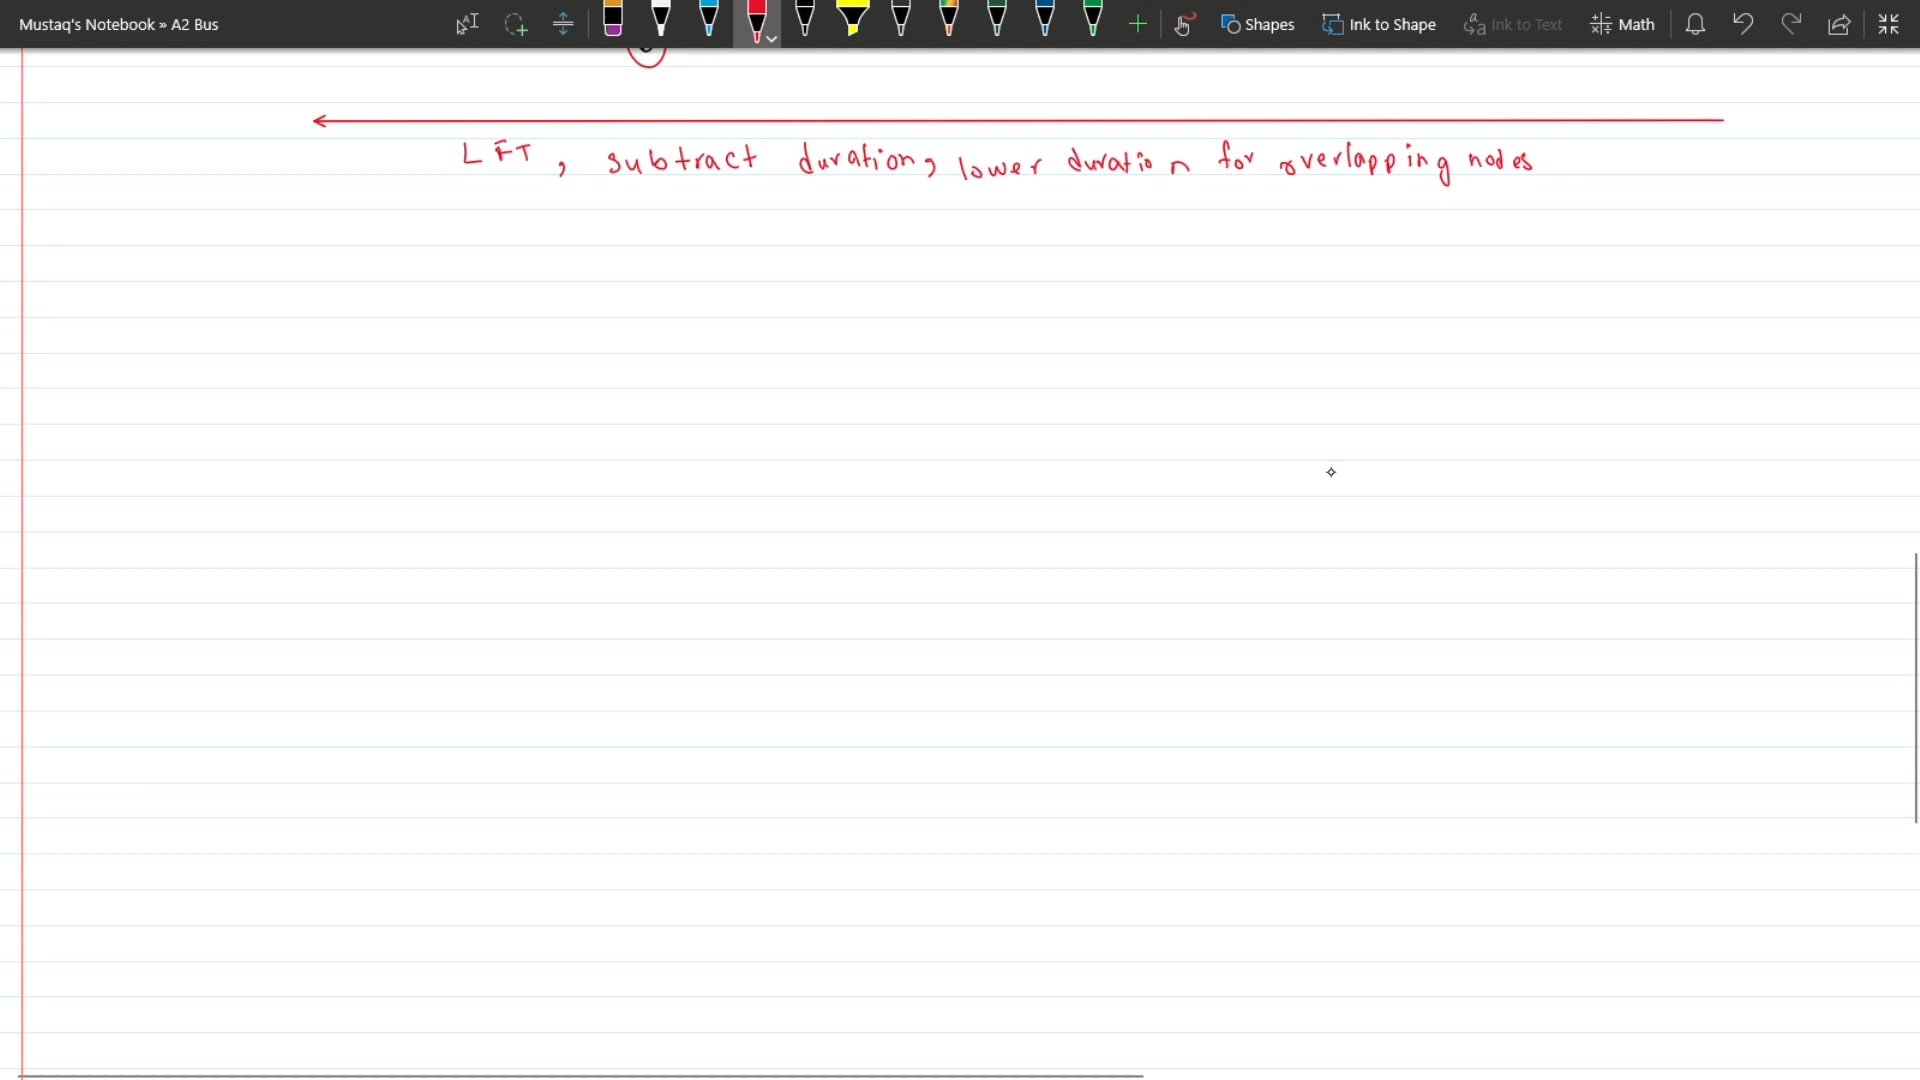 Mustaq's Notebook » A2 Bus
Shapes
Ink to Shape
Ink to Text
Math
LFT, subtract duration, lower duration for overlapping nodes